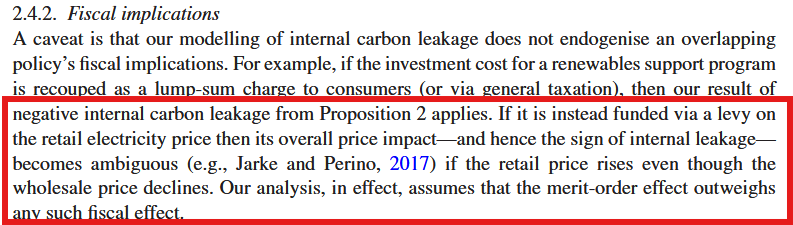 2.4.2. Fiscal implications
A caveat is that our modelling of internal carbon leakage does not endogenise an overlapping
policy's fiscal implications. For example, if the investment cost for a renewables support program
is recouped as a lump-sum charge to consumers (or via general taxation), then our result of
negative internal carbon leakage from Proposition 2 applies. If it is instead funded via a levy on
the retail electricity price then its overall price impact—and hence the sign of internal leakage—
becomes ambiguous (e.g., Jarke and Perino, 2017) if the retail price rises even though the
wholesale price declines. Our analysis, in effect, assumes that the merit-order effect outweighs
any such fiscal effect.